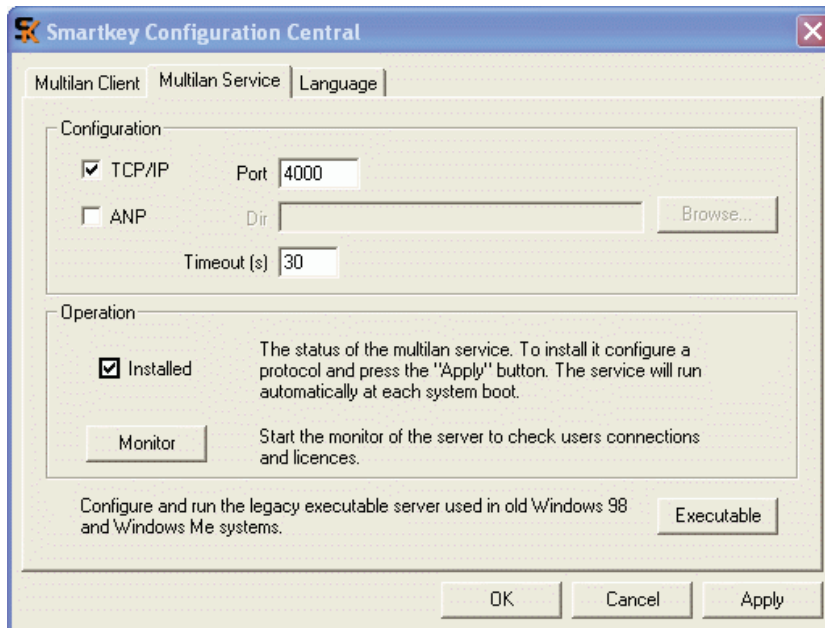 SK Smartkey Configuration Central
Multilan Client Multilan Service Language
Configuration
TCP/IP Port 4000
ANP Dir Browse...
Timeout (s) 30
Operation
Installed
The status of the multilan service. To install it configure a
protocol and press the "Apply" button. The service will run
automatically at each system boot.
Monitor
Start the monitor of the server to check users connections
and licences.
Configure and run the legacy executable server used in old Windows 98
and Windows Me systems.
Executable
OK Cancel Apply